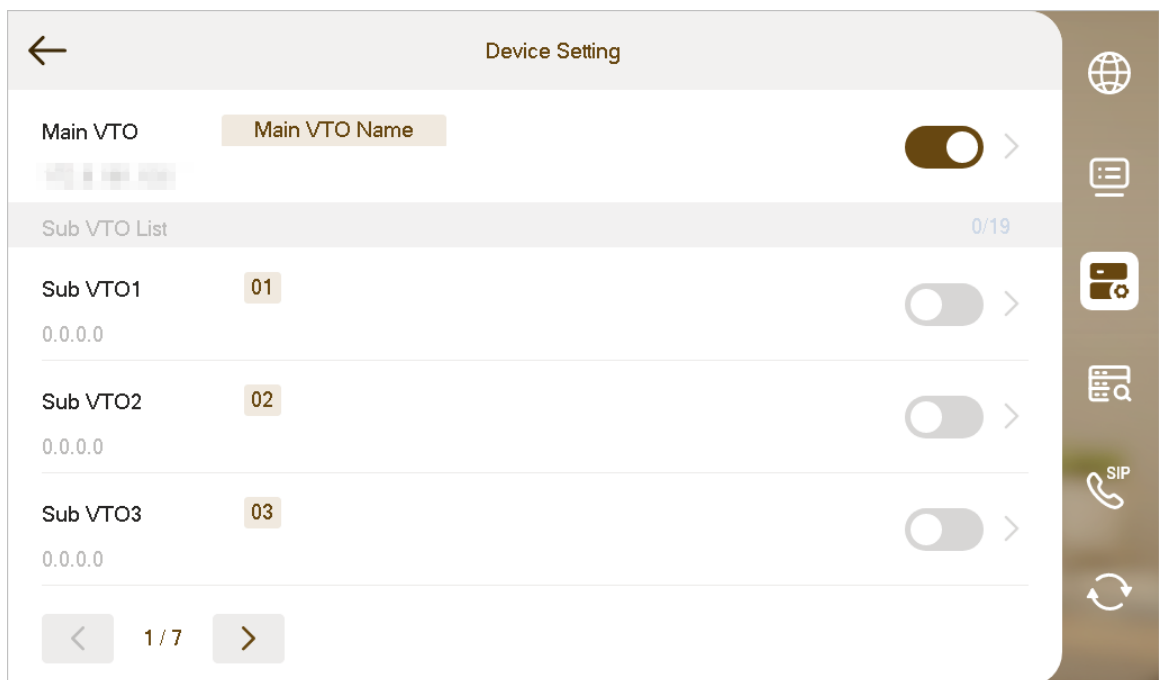 Device Setting
Main VTO Main VTO Name
Sub VTO List 0/19
Sub VTO1 01
0.0.0.0
Sub VTO2 02
0.0.0.0
Sub VTO3 03
0.0.0.0
1 / 7
SIP